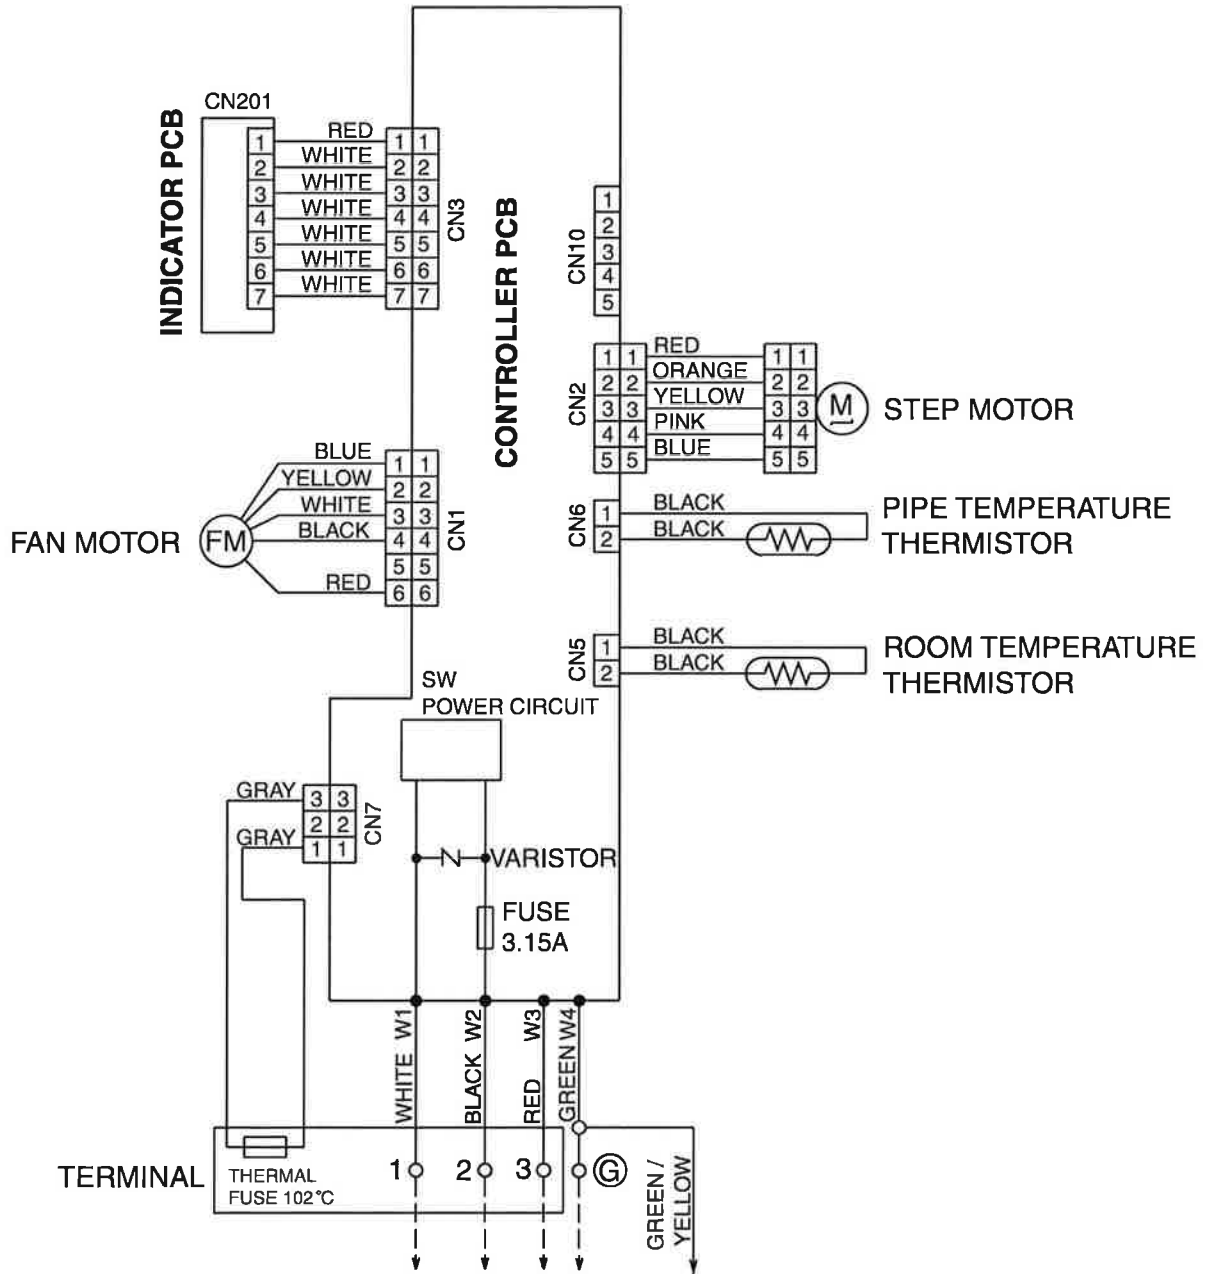 CN201
INDICATOR PCB
1
2
3
4
5
6
7
RED
WHITE
WHITE
WHITE
WHITE
WHITE
WHITE
1 1
2 2
3 3
4 4
5 5
6 6
7 7
CN3
CONTROLLER PCB
CN10
1
2
3
4
5
CN2
1 1
2 2
3 3
4 4
5 5
RED
ORANGE
YELLOW
PINK
BLUE
1 1
2 2
3 3
4 4
5 5
M
STEP MOTOR
FAN MOTOR
FM
BLUE
YELLOW
WHITE
BLACK
RED
1 1
2 2
3 3
4 4
5 5
6 6
CN1
CN6
1
2
BLACK
BLACK
PIPE TEMPERATURE
THERMISTOR
CN5
1
2
BLACK
BLACK
ROOM TEMPERATURE
THERMISTOR
SW
POWER CIRCUIT
GRAY
GRAY
3 3
2 2
1 1
CN7
VARISTOR
FUSE
3.15A
WHITE W1
BLACK W2
RED W3
GREEN W4
TERMINAL
THERMAL
FUSE 102℃
1
2
3
G
GREEN /
YELLOW